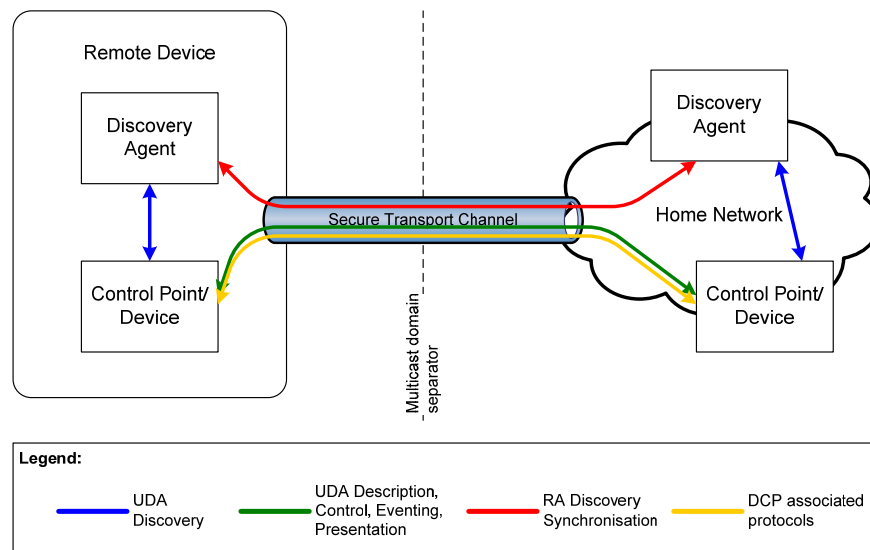 Remote Device
Discovery
Agent
Discovery
Agent
Secure Transport Channel
Home Network
Control Point/
Device
Control Point/
Device
Multicast domain
separator
Legend:
UDA
Discovery
UDA Description,
Control, Eventing,
Presentation
RA Discovery
Synchronisation
DCP associated
protocols